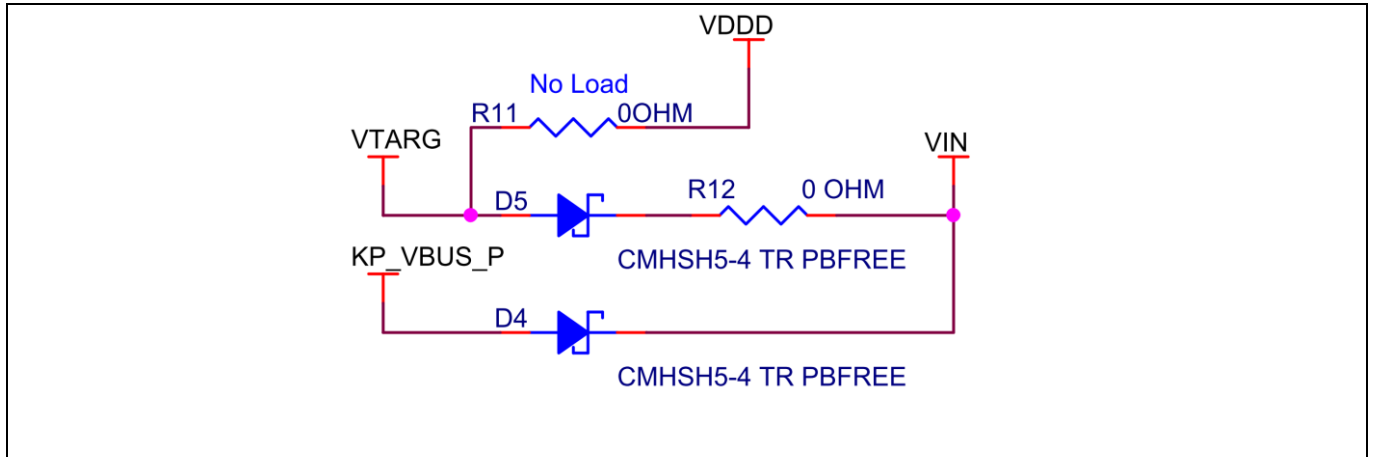 VDDD
No Load
R11 0OHM
VTARG
VIN
D5
R12 0 OHM
CMHSH5-4 TR PBFREE
KP_VBUS_P
D4
CMHSH5-4 TR PBFREE